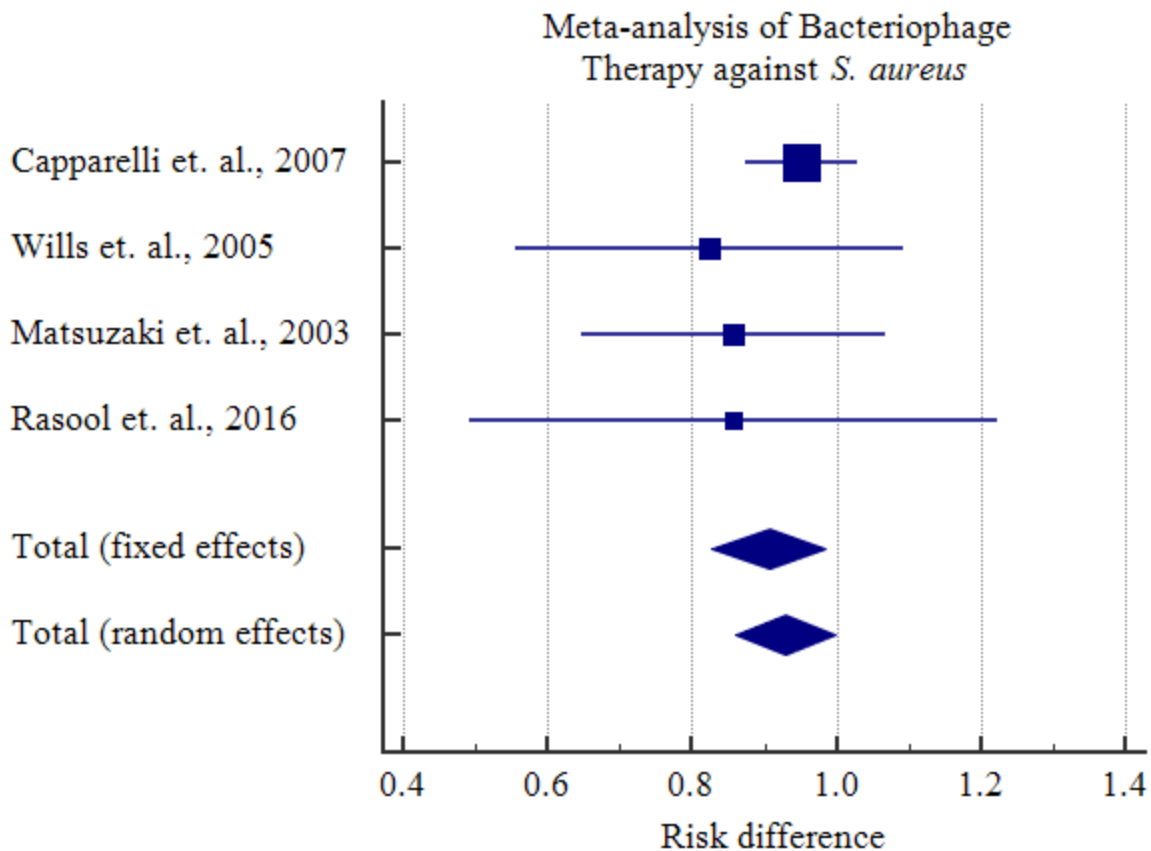 Meta-analysis of Bacteriophage
Therapy against S. aureus
Capparelli et. al., 2007
Wills et. al., 2005
Matsuzaki et. al., 2003
Rasool et. al., 2016
Total (fixed effects)
Total (random effects)
0.4 0.6 0.8 1.0 1.2 1.4
Risk difference